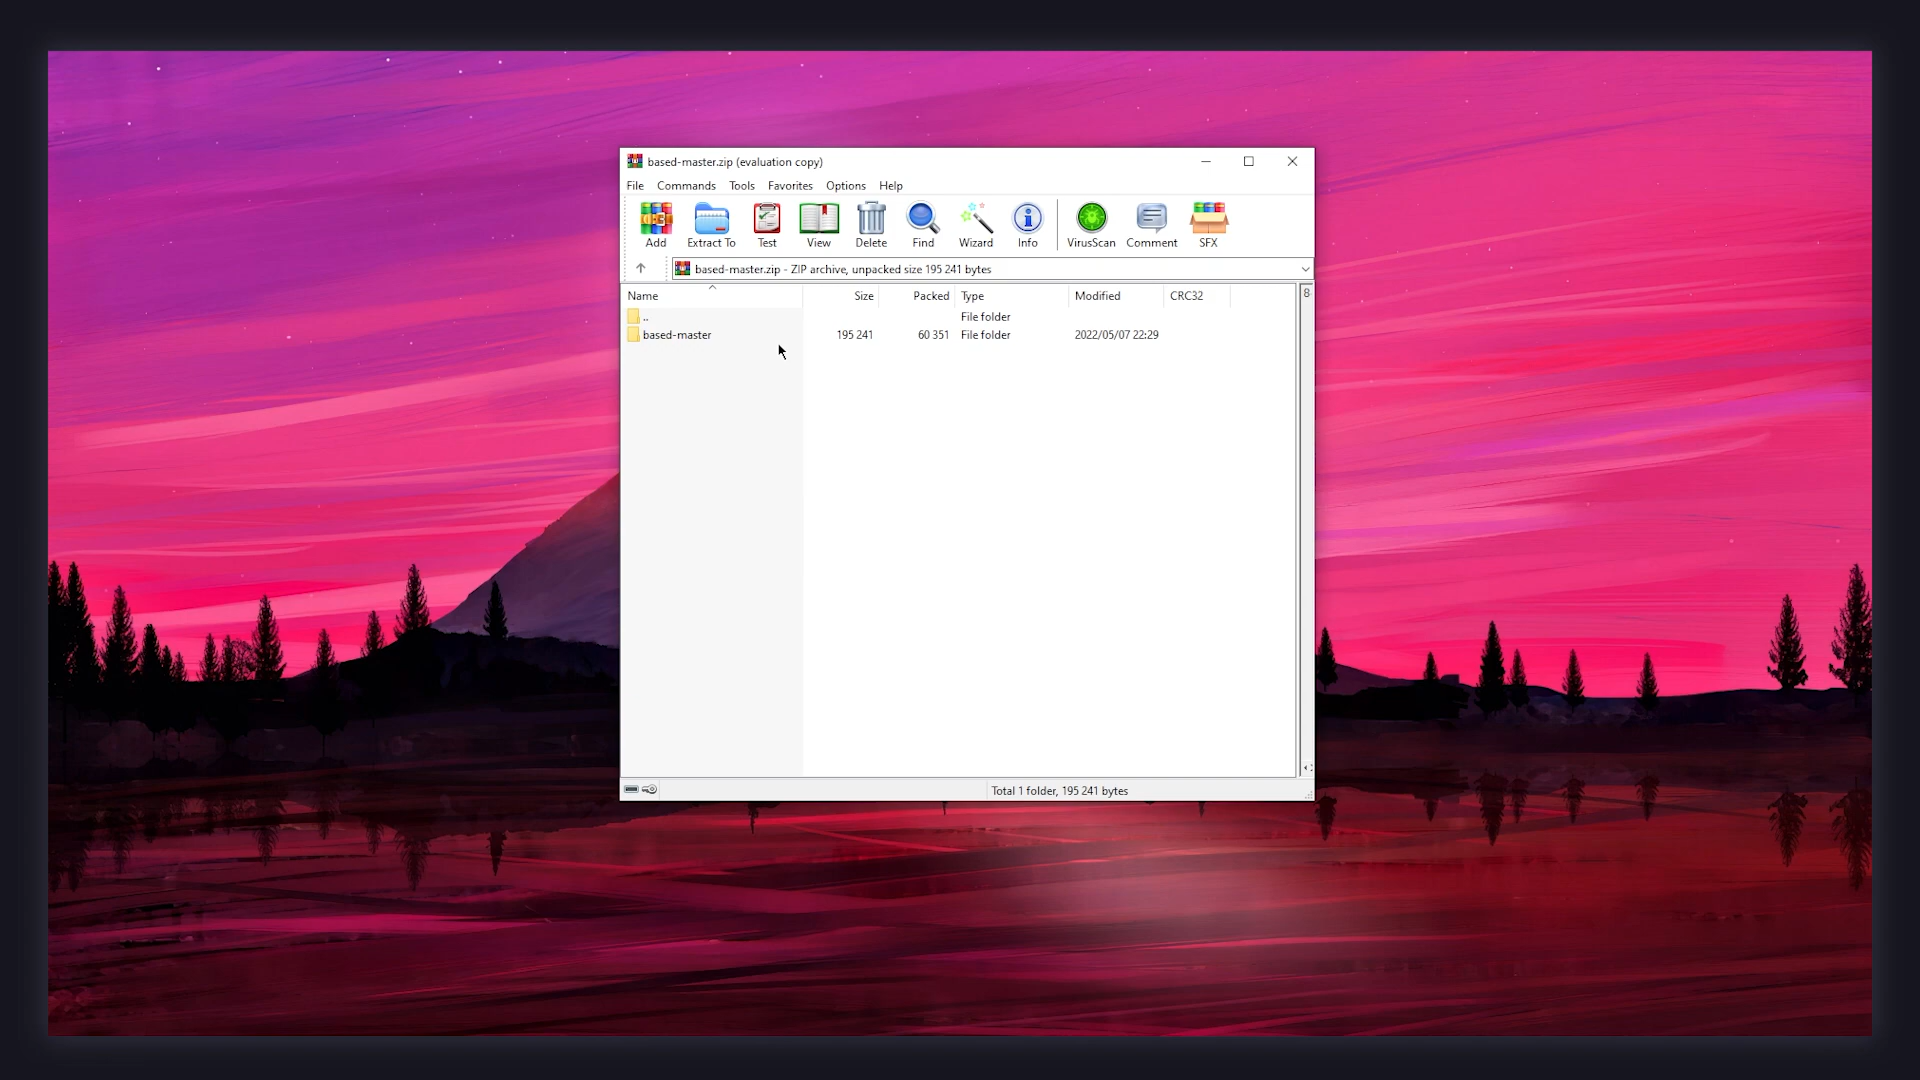 based-master.zip (evaluation copy)
File Commands Tools Favorites Options Help
Add Extract To Test View Delete Find Wizard Info VirusScan Comment SFX
based-master.zip - ZIP archive, unpacked size 195 241 bytes
Name Size Packed Type Modified CRC32
.. File folder
based-master 195 241 60 351 File folder 2022/05/07 22:29
Total 1 folder, 195 241 bytes